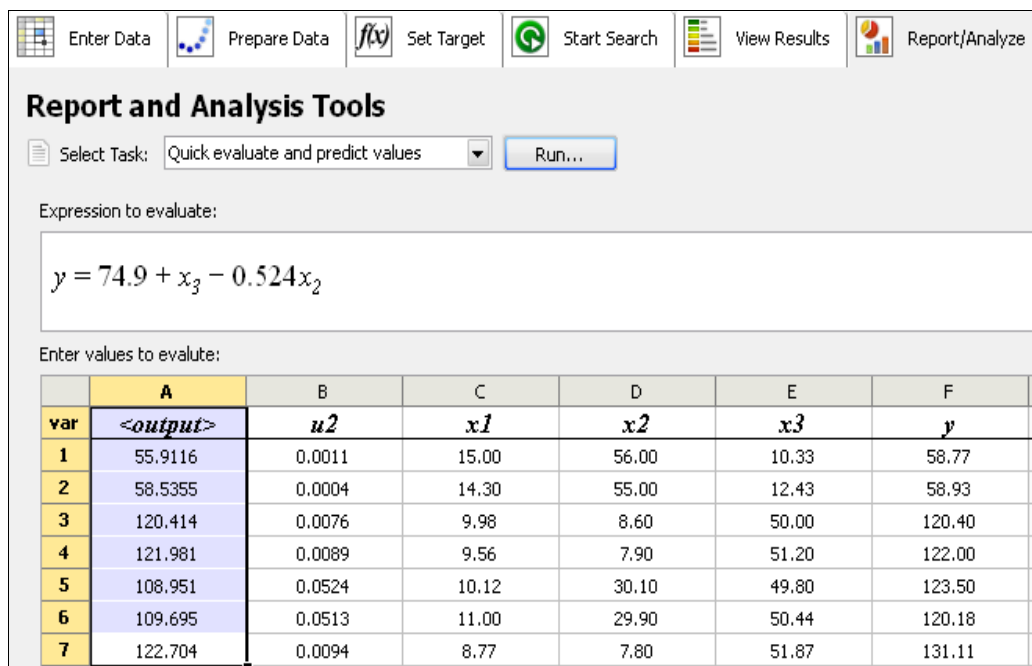 Enter Data Prepare Data f(x) Set Target Start Search View Results Report/Analyze
Report and Analysis Tools
Select Task: Quick evaluate and predict values Run...
Expression to evaluate:
y = 74.9 + x₃ − 0.524x₂
Enter values to evalute:
A B C D E F
var <output> u2 x1 x2 x3 y
1 55.9116 0.0011 15.00 56.00 10.33 58.77
2 58.5355 0.0004 14.30 55.00 12.43 58.93
3 120.414 0.0076 9.98 8.60 50.00 120.40
4 121.981 0.0089 9.56 7.90 51.20 122.00
5 108.951 0.0524 10.12 30.10 49.80 123.50
6 109.695 0.0513 11.00 29.90 50.44 120.18
7 122.704 0.0094 8.77 7.80 51.87 131.11